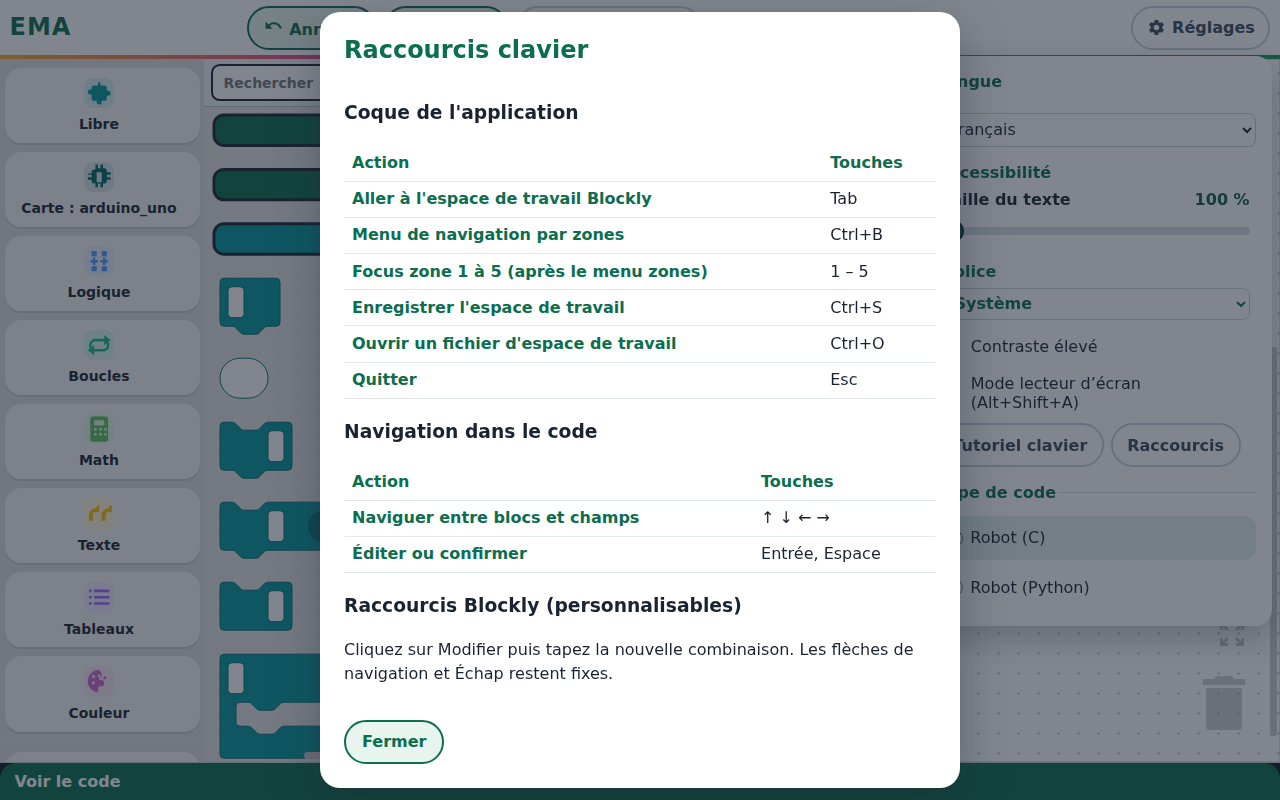 EMA
Réglages
Libre
Carte : arduino_uno
Logique
Boucles
Math
Texte
Tableaux
Couleur
Rechercher
Raccourcis clavier
Coque de l'application
Action Touches
Aller à l'espace de travail Blockly Tab
Menu de navigation par zones Ctrl+B
Focus zone 1 à 5 (après le menu zones) 1 – 5
Enregistrer l'espace de travail Ctrl+S
Ouvrir un fichier d'espace de travail Ctrl+O
Quitter Esc
Navigation dans le code
Action Touches
Naviguer entre blocs et champs ↑ ↓ ← →
Éditer ou confirmer Entrée, Espace
Raccourcis Blockly (personnalisables)
Cliquez sur Modifier puis tapez la nouvelle combinaison. Les flèches de
navigation et Échap restent fixes.
Fermer
100 %
Système
Contraste élevé
Mode lecteur d’écran
(Alt+Shift+A)
Tutoriel clavier
Raccourcis
de code
Robot (C)
Robot (Python)
Voir le code